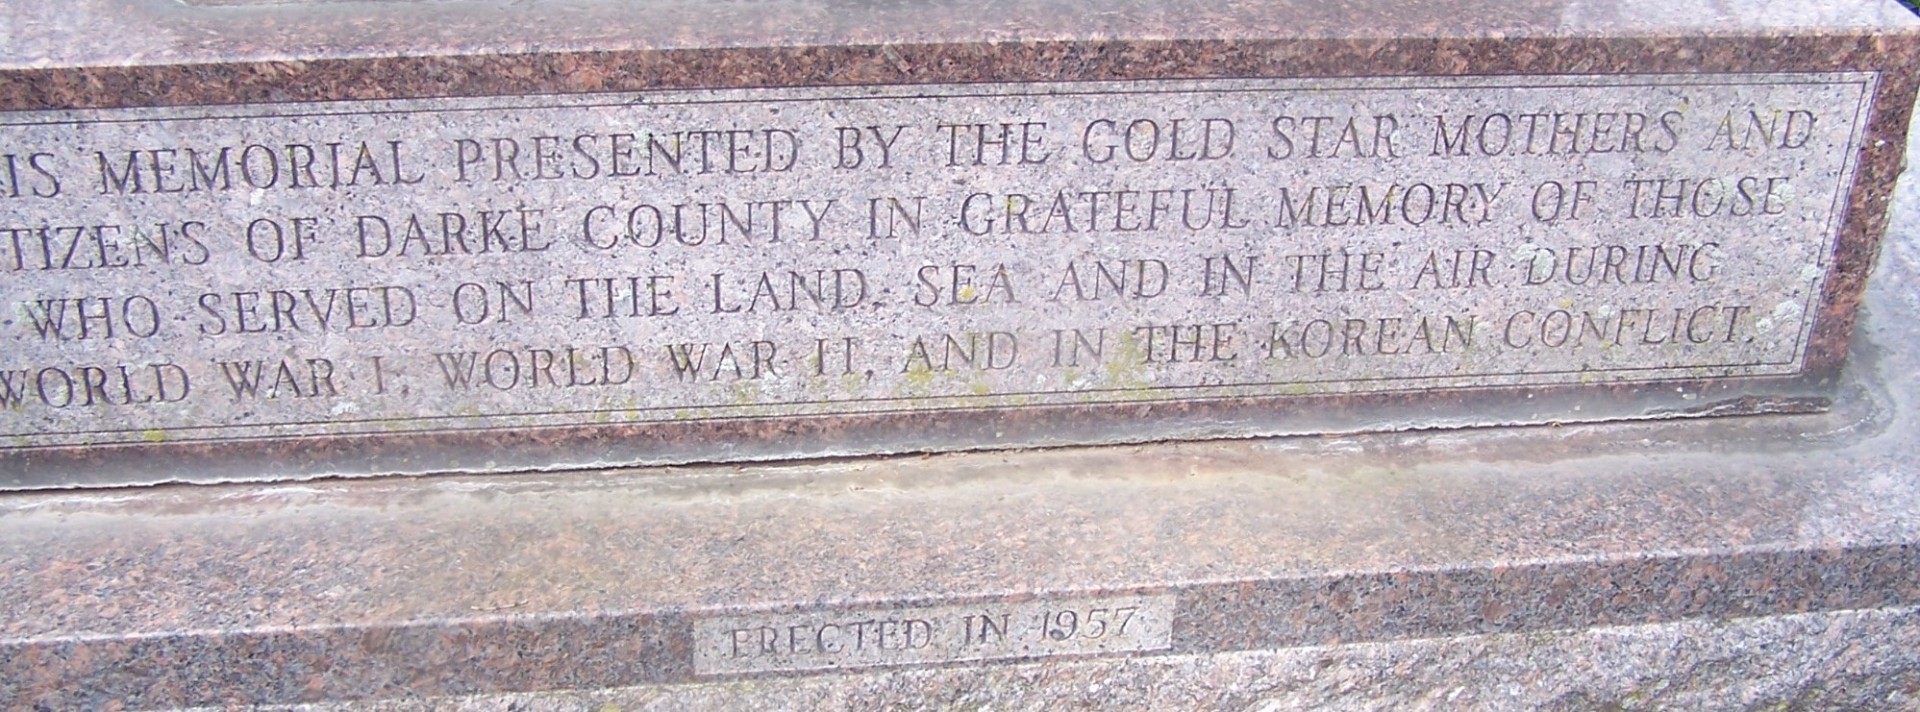 IS MEMORIAL PRESENTED BY THE GOLD STAR MOTHERS AND
TIZENS OF DARKE COUNTY IN GRATEFUL MEMORY OF THOSE
WHO SERVED ON THE LAND, SEA AND IN THE AIR DURING
WORLD WAR I, WORLD WAR II, AND IN THE KOREAN CONFLICT.
ERECTED IN 1957